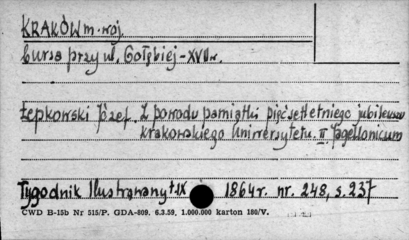 KRAKÓW m. woj.
bursa przy ul. Gołębiej - XVII w.
Łepkowski Józef. Z powodu pamiątki pięćsetletniego jubileuszu
krakowskiego Uniwersytetu. II Jagellonicum
Tygodnik Ilustrowany t. IX 1864 r. nr. 248, s. 237
CWD B-15b Nr 515/P. GDA-809. 6.3.59. 1.000.000 karton 180/V.